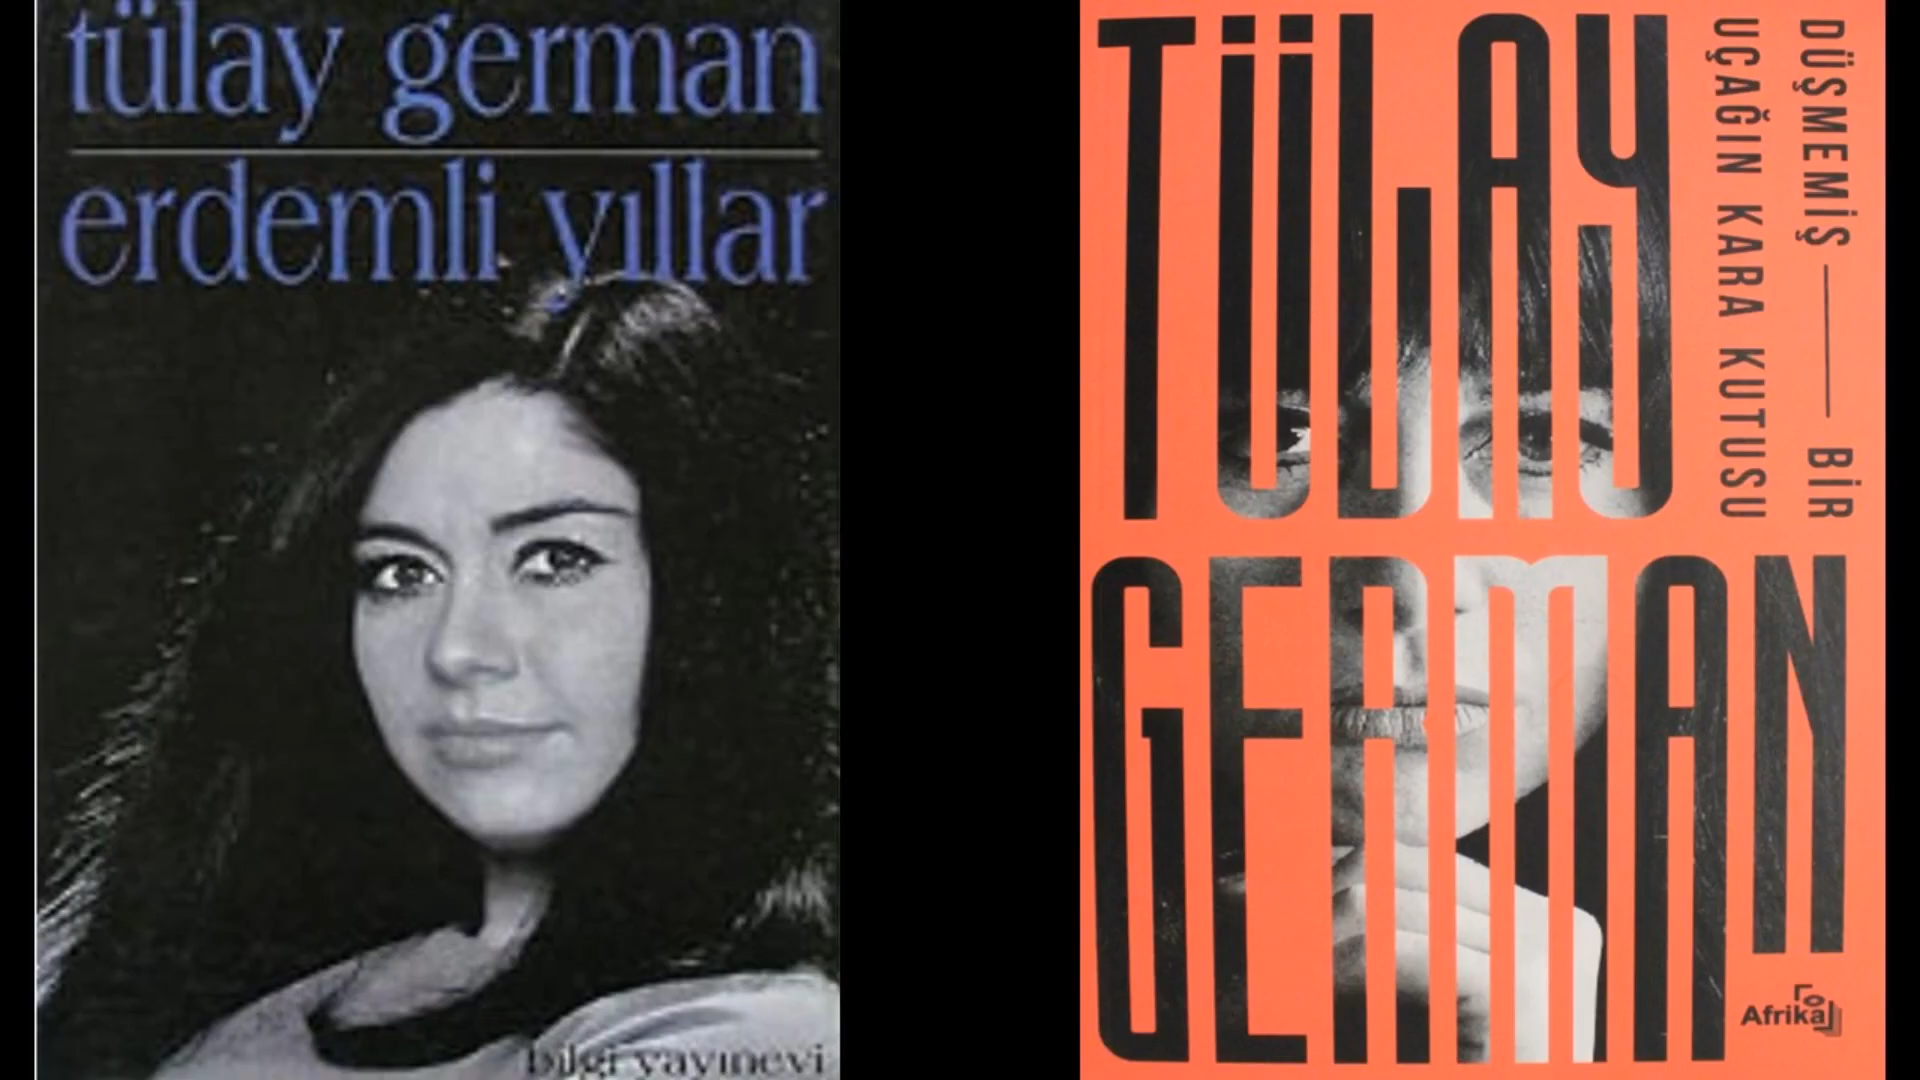 tülay german
erdemli yıllar
bilgi yayınevi
TÜLAY
GERMAN
DÜŞMEMİŞ — BİR
UÇAĞIN KARA KUTUSU
Afrika